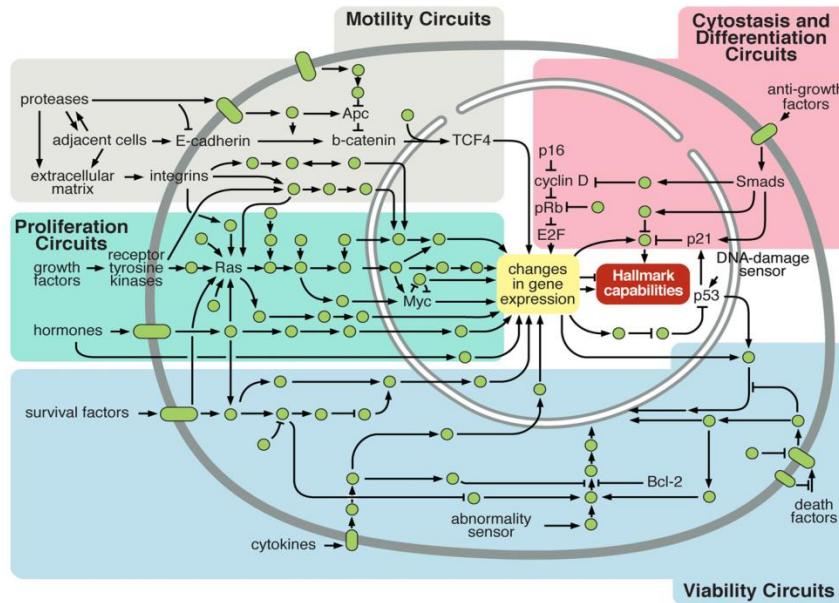 Motility Circuits
Cytostasis and
Differentiation
Circuits
proteases
anti-growth
factors
Apc
adjacent cells
E-cadherin
b-catenin
TCF4
p16
extracellular
matrix
integrins
cyclin D
Smads
pRb
Proliferation
Circuits
E2F
p21
growth
factors
receptor
tyrosine
kinases
Ras
changes
in gene
expression
Hallmark
capabilities
DNA-damage
sensor
Myc
p53
hormones
survival factors
Bcl-2
abnormality
sensor
death
factors
cytokines
Viability Circuits